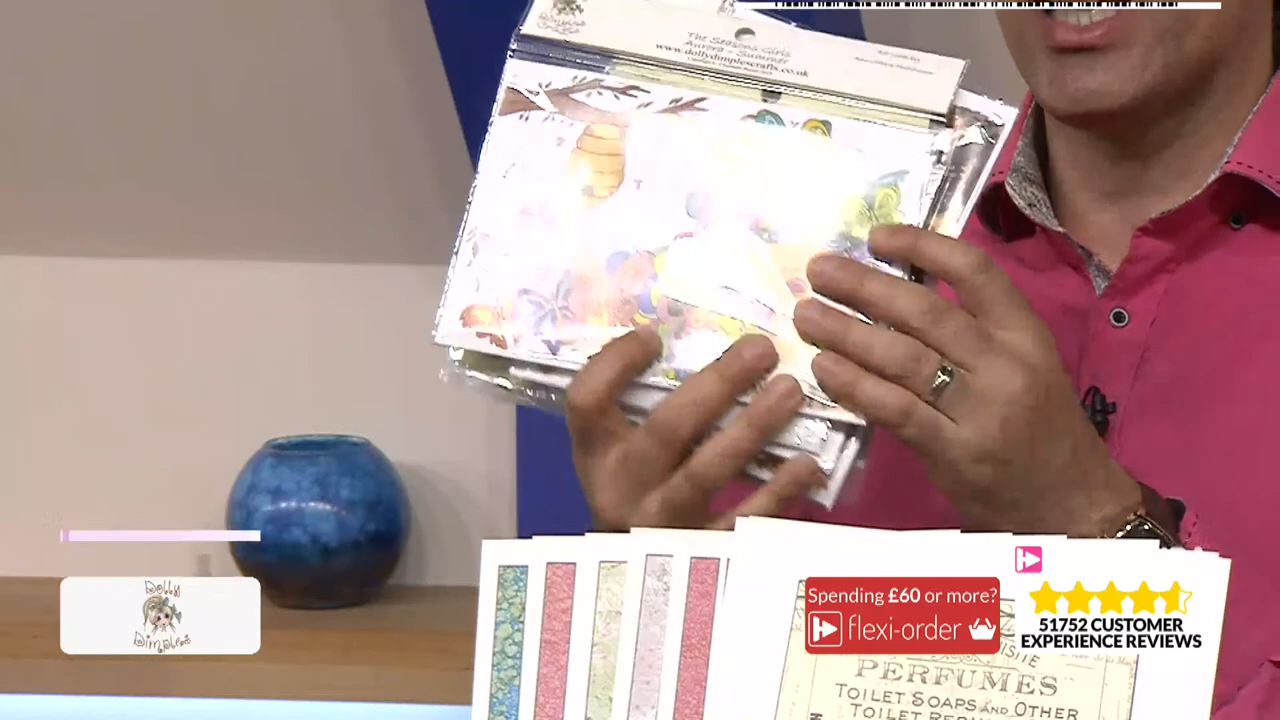 The Seasons Girls
Aurora - Summer
www.dollydimplescrafts.co.uk
Dolly
Dimples
Spending £60 or more?
flexi-order
51752 CUSTOMER
EXPERIENCE REVIEWS
PERFUMES
TOILET SOAPS AND OTHER